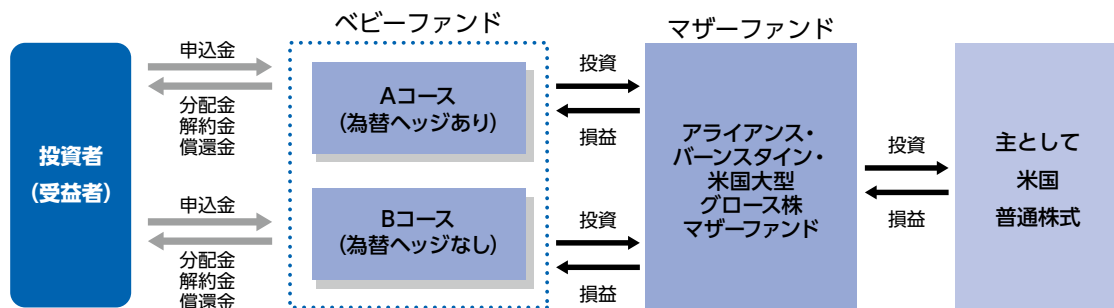 ベビーファンド
マザーファンド
投資者
(受益者)
申込金
分配金
解約金
償還金
申込金
分配金
解約金
償還金
Aコース
(為替ヘッジあり)
Bコース
(為替ヘッジなし)
投資
損益
投資
損益
アライアンス・
バーンスタイン・
米国大型
グロース株
マザーファンド
投資
損益
主として
米国
普通株式